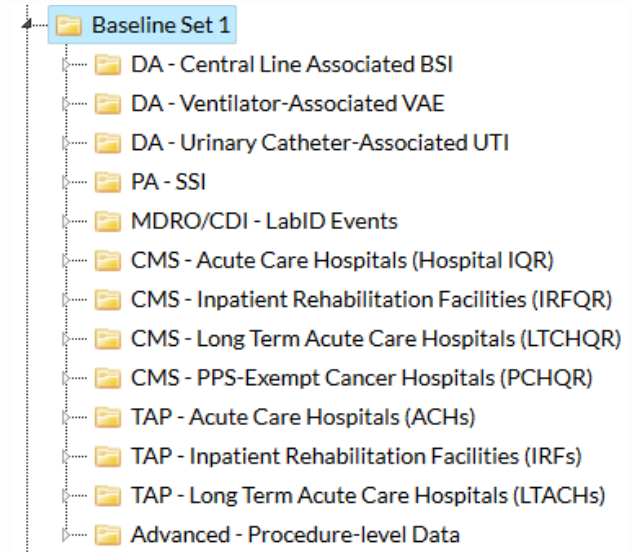 Baseline Set 1
DA - Central Line Associated BSI
DA - Ventilator-Associated VAE
DA - Urinary Catheter-Associated UTI
PA - SSI
MDRO/CDI - LabID Events
CMS - Acute Care Hospitals (Hospital IQR)
CMS - Inpatient Rehabilitation Facilities (IRFQR)
CMS - Long Term Acute Care Hospitals (LTCHQR)
CMS - PPS-Exempt Cancer Hospitals (PCHQR)
TAP - Acute Care Hospitals (ACHs)
TAP - Inpatient Rehabilitation Facilities (IRFs)
TAP - Long Term Acute Care Hospitals (LTACHs)
Advanced - Procedure-level Data